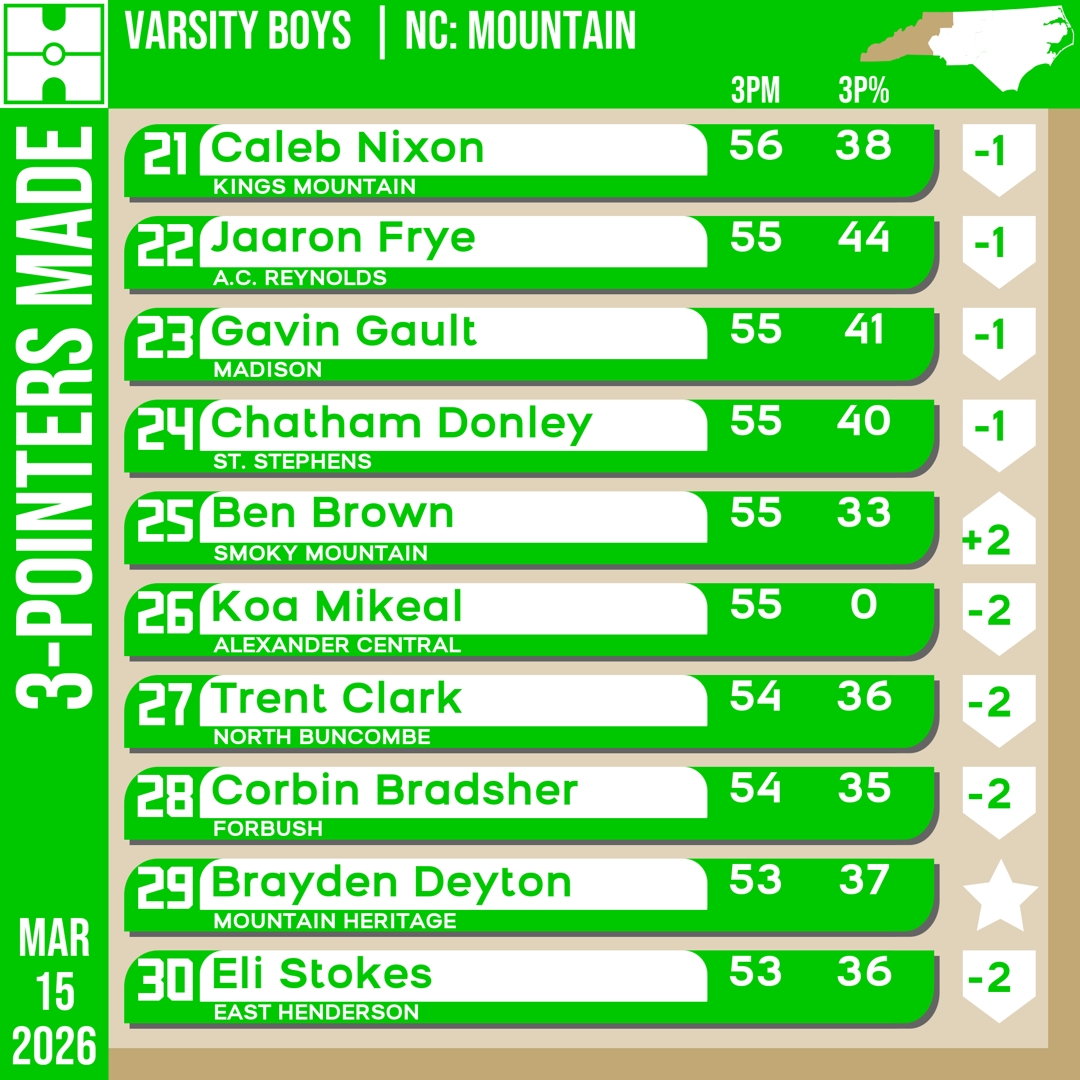 VARSITY BOYS | NC: MOUNTAIN
3PM 3P%
3-POINTERS MADE
21 Caleb Nixon 56 38 -1
KINGS MOUNTAIN
22 Jaaron Frye 55 44 -1
A.C. REYNOLDS
23 Gavin Gault 55 41 -1
MADISON
24 Chatham Donley 55 40 -1
ST. STEPHENS
25 Ben Brown 55 33 +2
SMOKY MOUNTAIN
26 Koa Mikeal 55 0 -2
ALEXANDER CENTRAL
27 Trent Clark 54 36 -2
NORTH BUNCOMBE
28 Corbin Bradsher 54 35 -2
FORBUSH
29 Brayden Deyton 53 37
MOUNTAIN HERITAGE
30 Eli Stokes 53 36 -2
EAST HENDERSON
MAR
15
2026